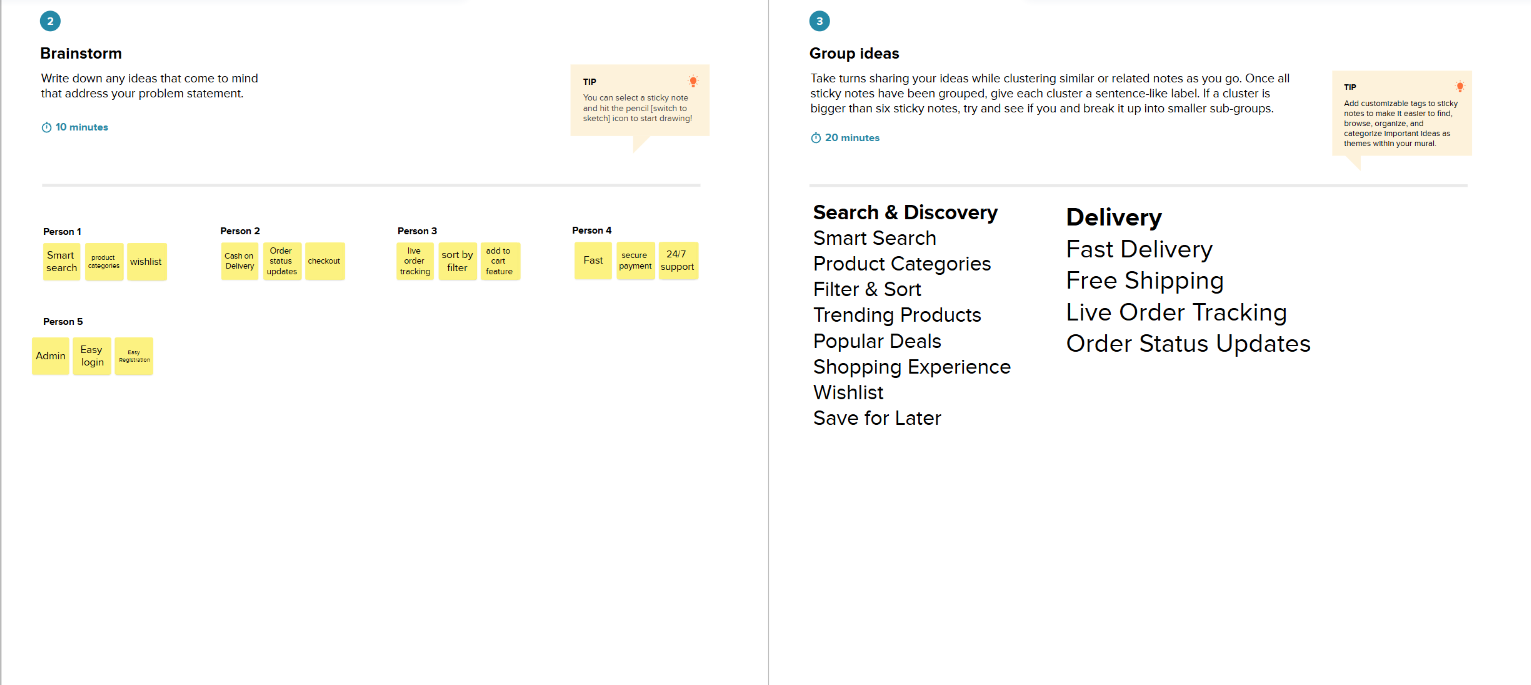 2
Brainstorm
Write down any ideas that come to mind
that address your problem statement.
10 minutes
TIP
You can select a sticky note
and hit the pencil [switch to
sketch] icon to start drawing!
Person 1
Smart
search
product
categories
wishlist
Person 2
Cash on
Delivery
Order
status
updates
checkout
Person 3
live
order
tracking
sort by
filter
add to
cart
feature
Person 4
Fast
secure
payment
24/7
support
Person 5
Admin
Easy
login
Easy
Registration
3
Group ideas
Take turns sharing your ideas while clustering similar or related notes as you go. Once all
sticky notes have been grouped, give each cluster a sentence-like label. If a cluster is
bigger than six sticky notes, try and see if you and break it up into smaller sub-groups.
20 minutes
TIP
Add customizable tags to sticky
notes to make it easier to find,
browse, organize, and
categorize important ideas as
themes within your mural.
Search & Discovery
Smart Search
Product Categories
Filter & Sort
Trending Products
Popular Deals
Shopping Experience
Wishlist
Save for Later
Delivery
Fast Delivery
Free Shipping
Live Order Tracking
Order Status Updates